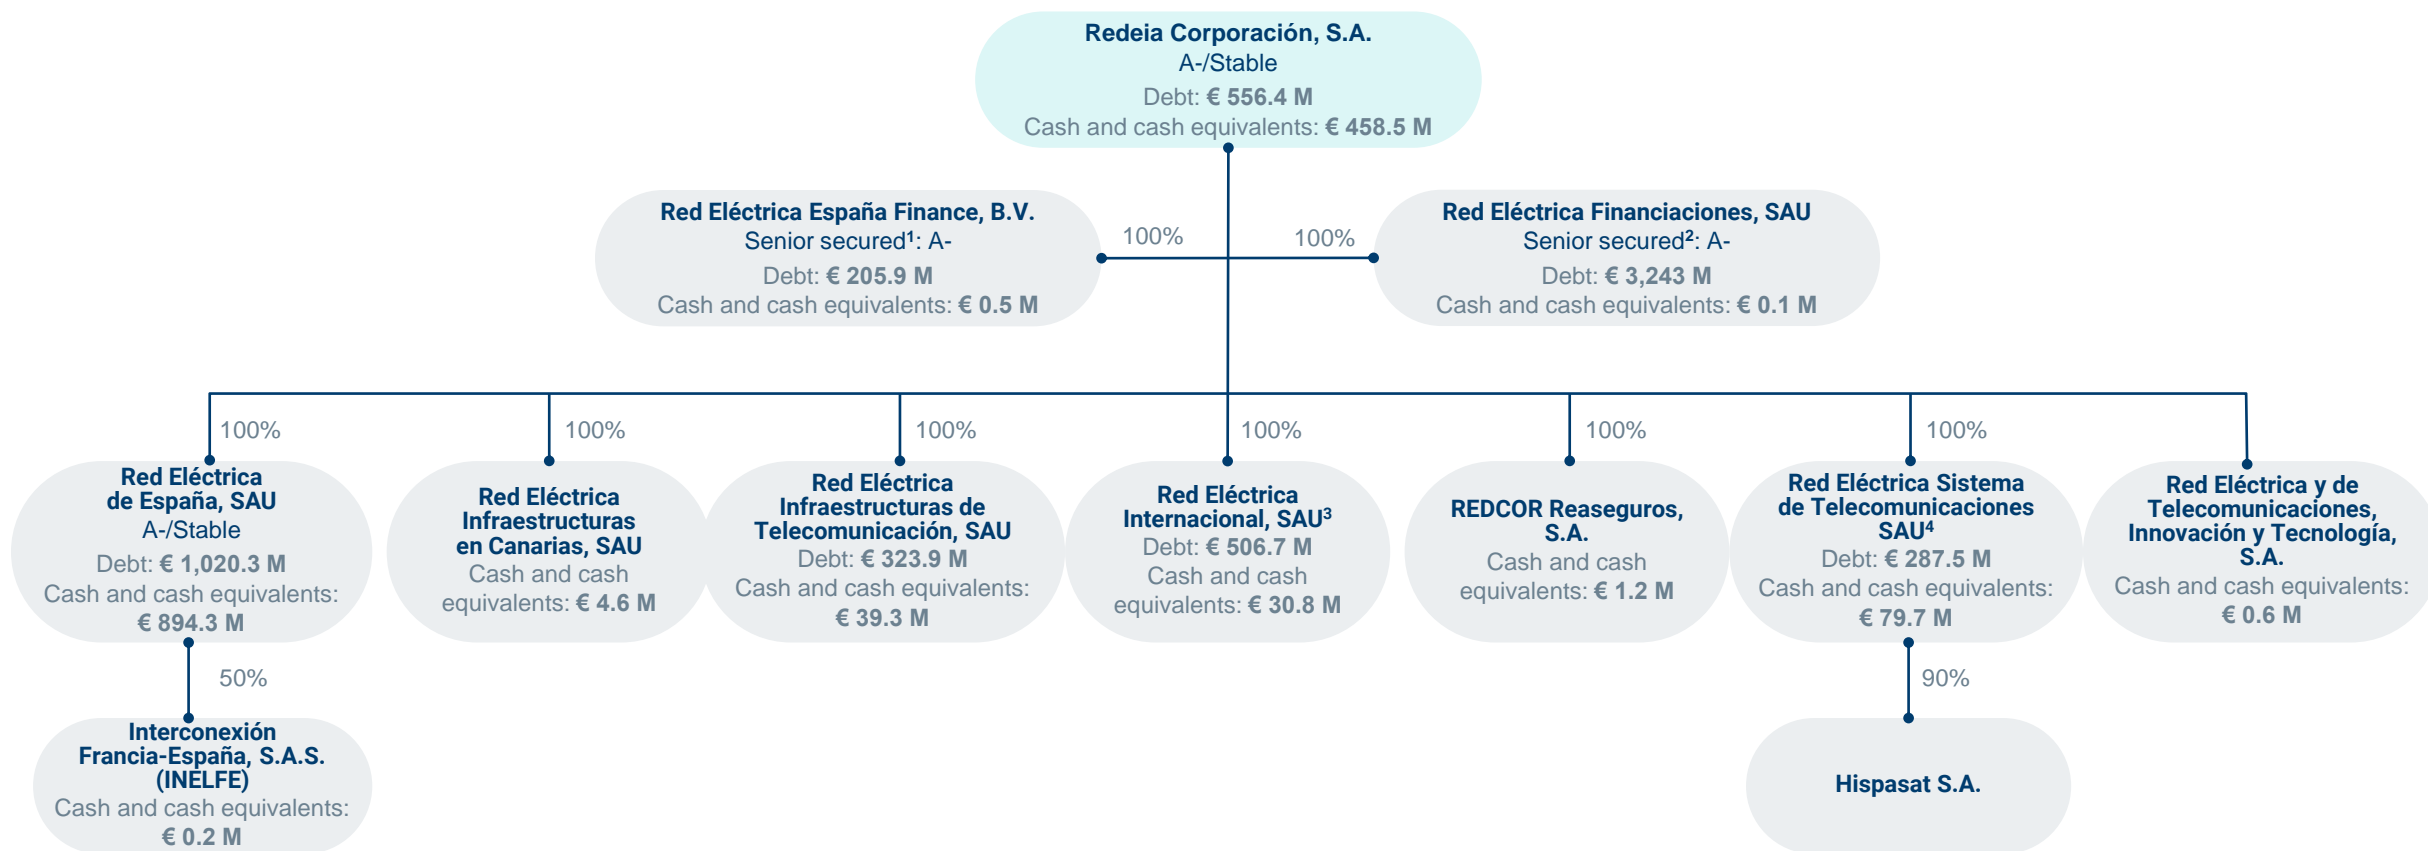 Redeia Corporación, S.A.
A-/Stable
Debt: € 556.4 M
Cash and cash equivalents: € 458.5 M
Red Eléctrica España Finance, B.V.
Senior secured¹: A-
Debt: € 205.9 M
Cash and cash equivalents: € 0.5 M
100%
100%
Red Eléctrica Financiaciones, SAU
Senior secured²: A-
Debt: € 3,243 M
Cash and cash equivalents: € 0.1 M
100%
100%
100%
100%
100%
100%
Red Eléctrica
de España, SAU
A-/Stable
Debt: € 1,020.3 M
Cash and cash equivalents:
€ 894.3 M
Red Eléctrica
Infraestructuras
en Canarias, SAU
Cash and cash
equivalents: € 4.6 M
Red Eléctrica
Infraestructuras de
Telecomunicación, SAU
Debt: € 323.9 M
Cash and cash equivalents:
€ 39.3 M
Red Eléctrica
Internacional, SAU³
Debt: € 506.7 M
Cash and cash
equivalents: € 30.8 M
REDCOR Reaseguros,
S.A.
Cash and cash
equivalents: € 1.2 M
Red Eléctrica Sistema
de Telecomunicaciones
SAU⁴
Debt: € 287.5 M
Cash and cash equivalents:
€ 79.7 M
Red Eléctrica y de
Telecomunicaciones,
Innovación y Tecnología,
S.A.
Cash and cash equivalents:
€ 0.6 M
50%
90%
Interconexión
Francia-España, S.A.S.
(INELFE)
Cash and cash equivalents:
€ 0.2 M
Hispasat S.A.